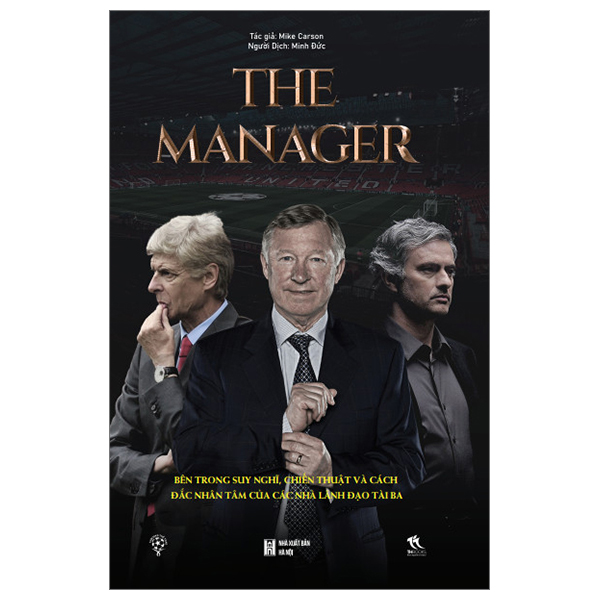 Tác giả: Mike Carson
Người Dịch: Minh Đức
THE
MANAGER
UNITED
BÊN TRONG SUY NGHĨ, CHIẾN THUẬT VÀ CÁCH
ĐẮC NHÂN TÂM CỦA CÁC NHÀ LÃNH ĐẠO TÀI BA
NHÀ XUẤT BẢN
HÀ NỘI